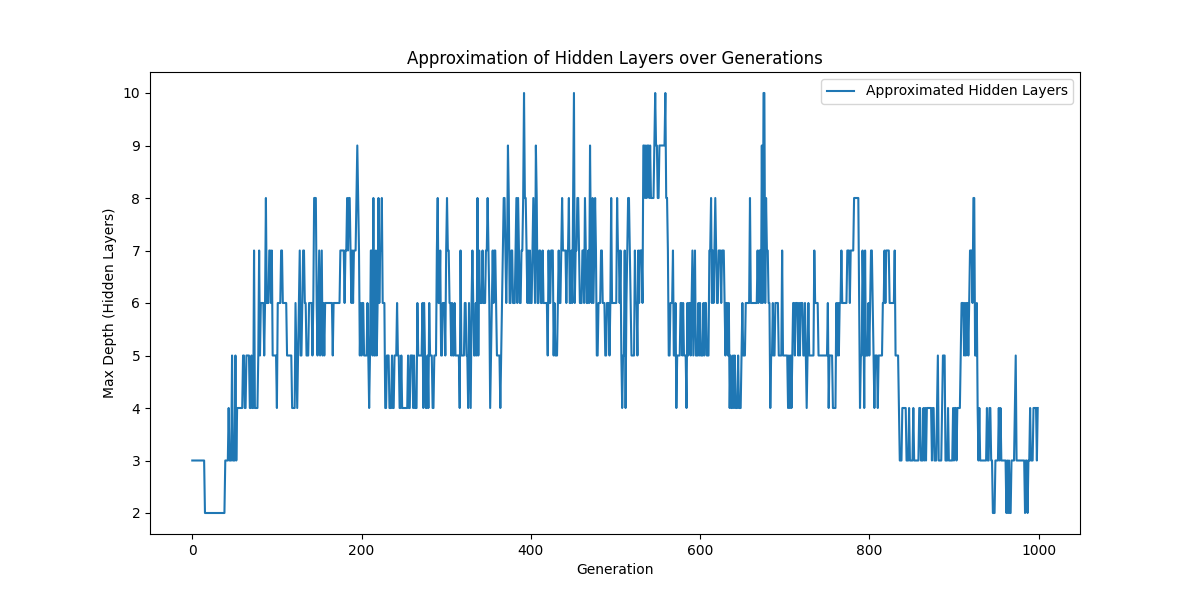 Approximation of Hidden Layers over Generations
Approximated Hidden Layers
10
9
8
7
6
5
4
3
2
Max Depth (Hidden Layers)
0 200 400 600 800 1000
Generation